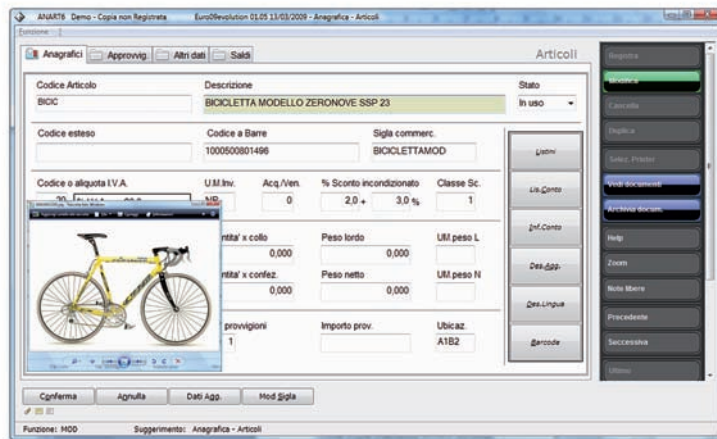 ANART6 Demo - Copia non Registrata Euro09evolution 01.05 13/03/2009 - Anagrafica - Articoli
Funzione
Anagrafici Approvvig. Altri dati Saldi Articoli
Codice Articolo Descrizione Stato
BICIC BICICLETTA MODELLO ZERONOVE SSP 23 In uso
Codice esteso Codice a Barre Sigla commerc.
1000500801496 BICICLETTAMOD
Codice o aliquota I.V.A. U.M.Inv. Acq./Ven. % Sconto incondizionato Classe Sc.
20 0 2,0 + 3,0 % 1
x collo Peso lordo UM.peso L
0,000 0,000
x confez. Peso netto UM.peso N
0,000 0,000
provvigioni Importo prov. Ubicaz.
1 A1B2
Listini
Lis.Conto
Inf.Conto
Des.Agg.
Des.Lingua
Barcode
Registra
Modifica
Cancella
Duplica
Selez. Printer
Vedi documenti
Archivia docum.
Help
Zoom
Note libere
Precedente
Successiva
Ultimo
Conferma Annulla Dati Agg. Mod Sigla
Funzione: MOD Suggerimento: Anagrafica - Articoli